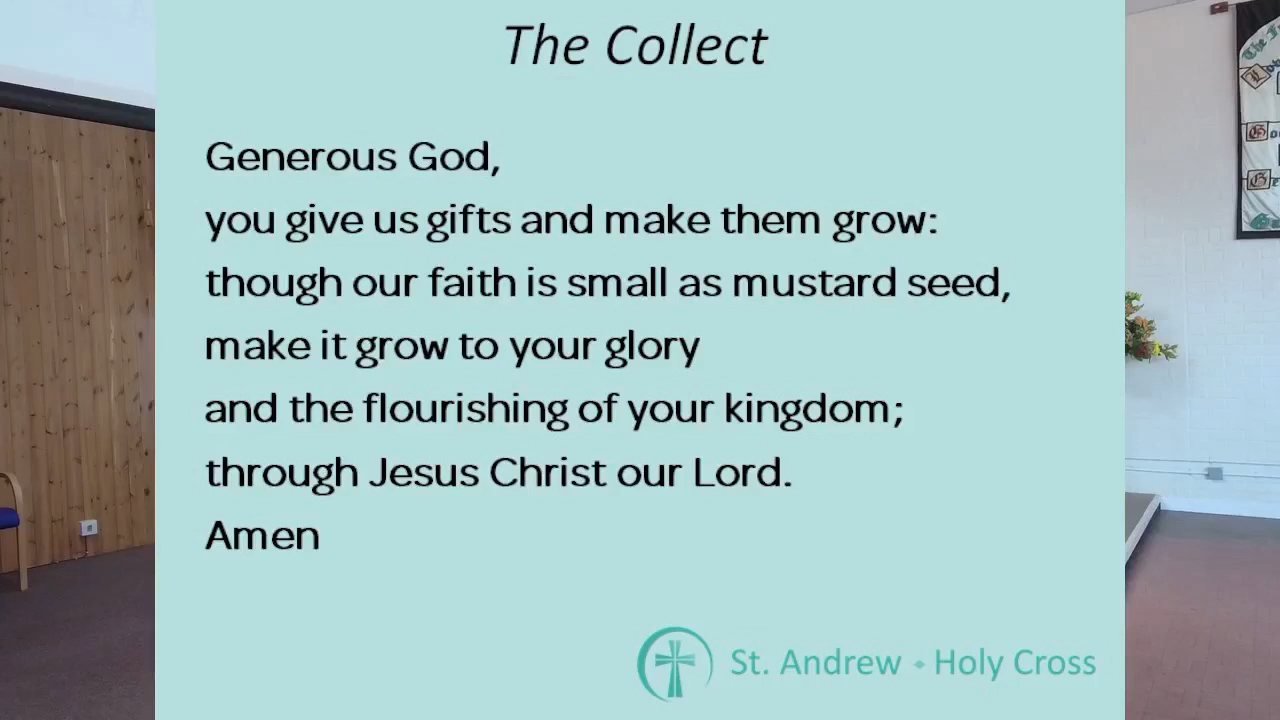 The Collect
Generous God,
you give us gifts and make them grow:
though our faith is small as mustard seed,
make it grow to your glory
and the flourishing of your kingdom;
through Jesus Christ our Lord.
Amen
St. Andrew • Holy Cross